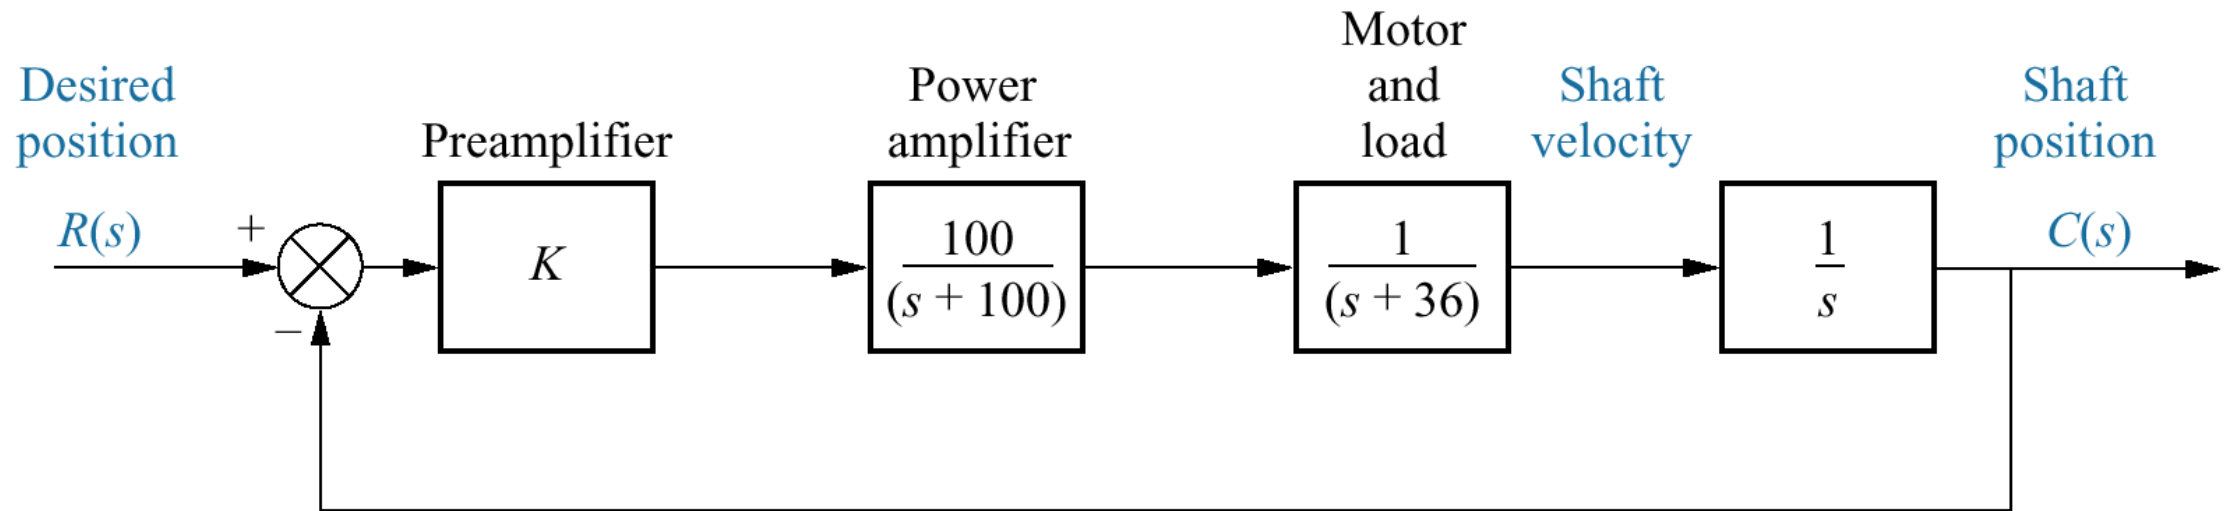 Desired
position
Preamplifier
Power
amplifier
Motor
and
load
Shaft
velocity
Shaft
position
R(s)
+
−
K
100
(s + 100)
1
(s + 36)
1
s
C(s)